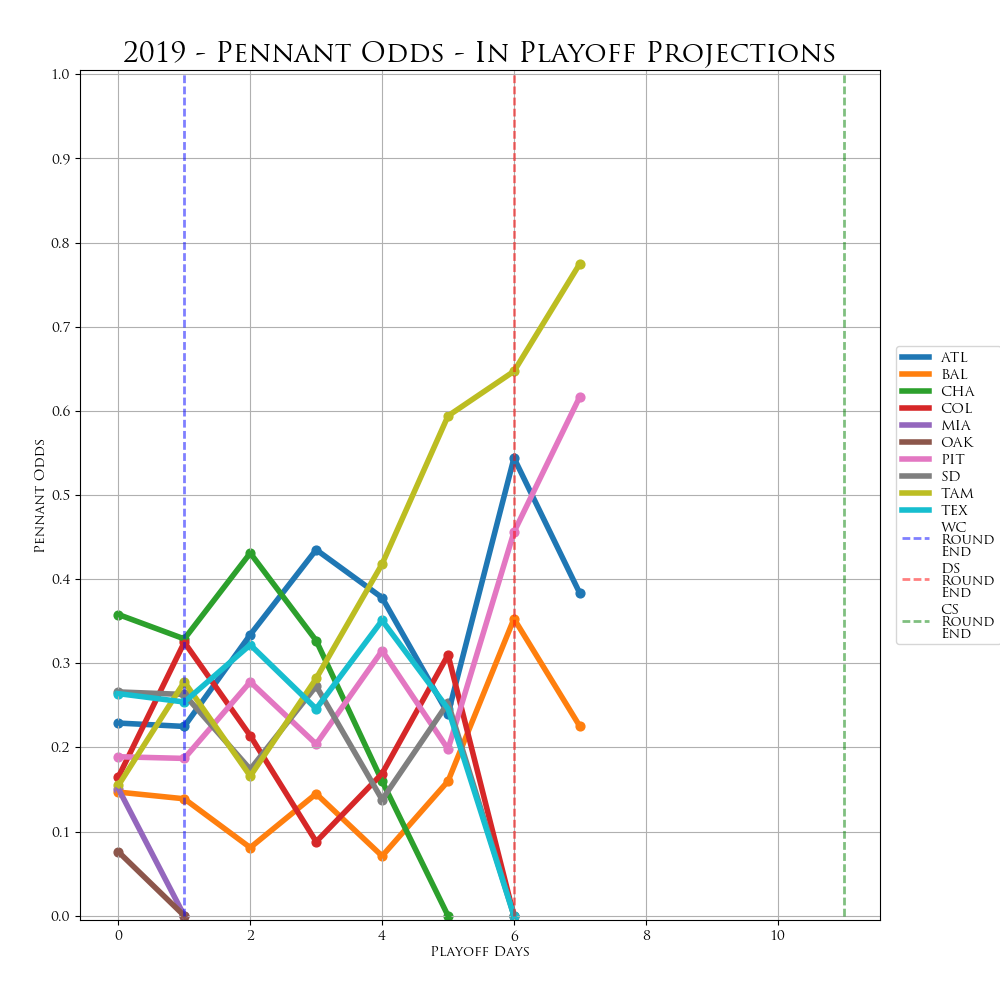 2019 - Pennant Odds - In Playoff Projections
1.0
0.9
0.8
0.7
0.6
0.5
0.4
0.3
0.2
0.1
0.0
Pennant Odds
0 2 4 6 8 10
Playoff Days
ATL
BAL
CHA
COL
MIA
OAK
PIT
SD
TAM
TEX
WC
Round
End
DS
Round
End
CS
Round
End